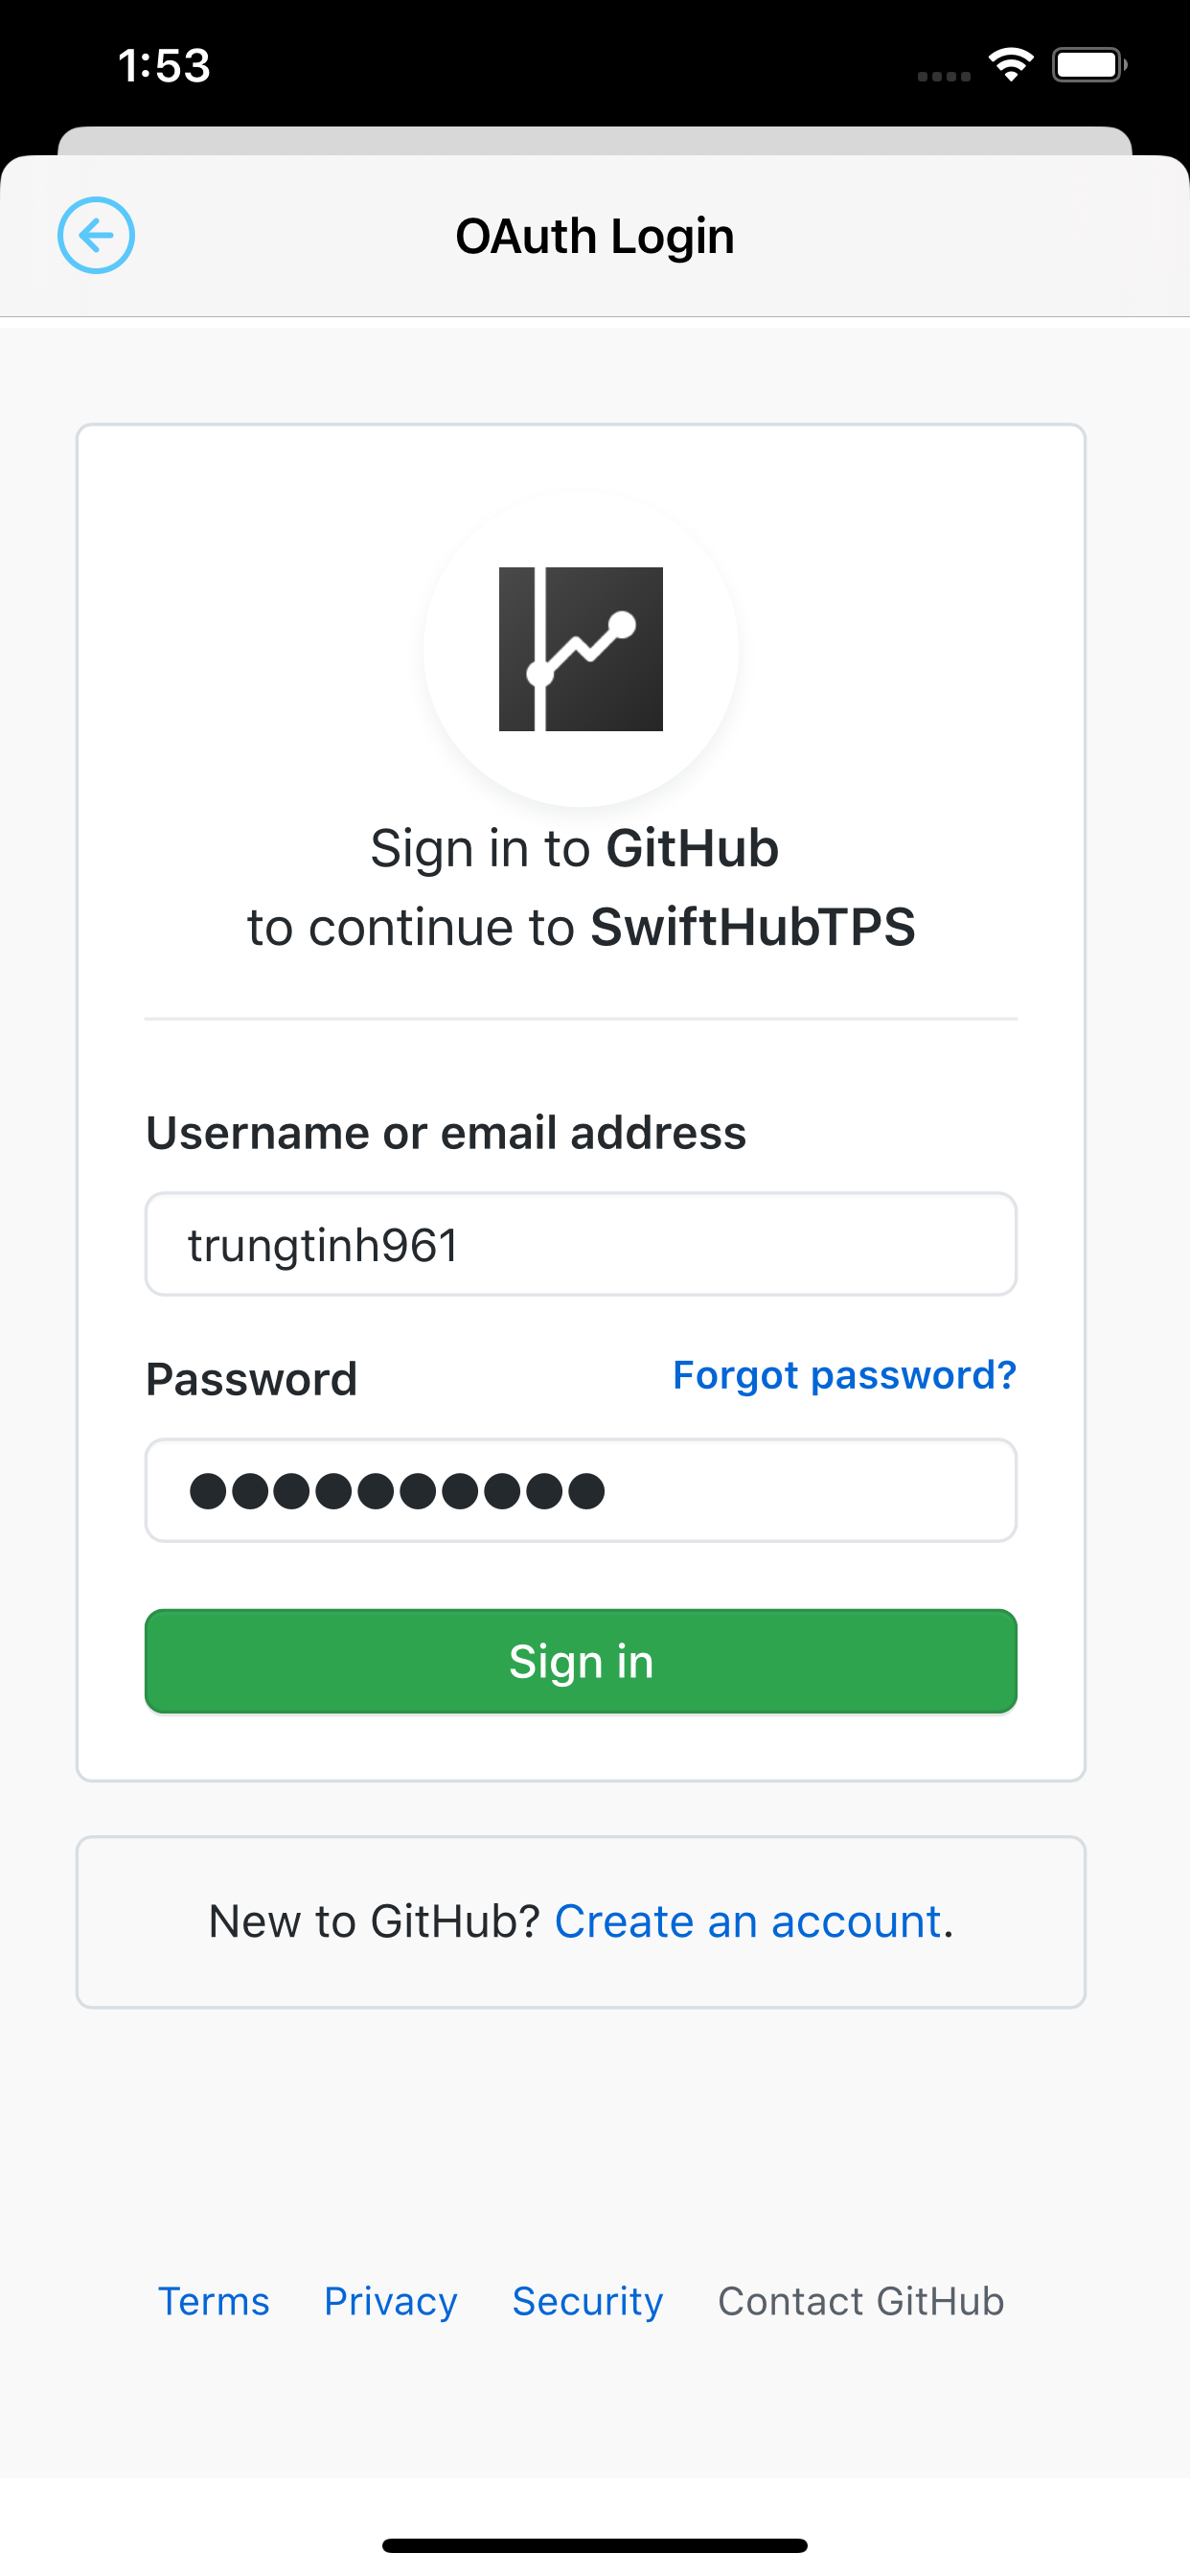 1:53
OAuth Login
Sign in to GitHub
to continue to SwiftHubTPS
Username or email address
trungtinh961
Password Forgot password?
●●●●●●●●●●
Sign in
New to GitHub? Create an account.
Terms Privacy Security Contact GitHub